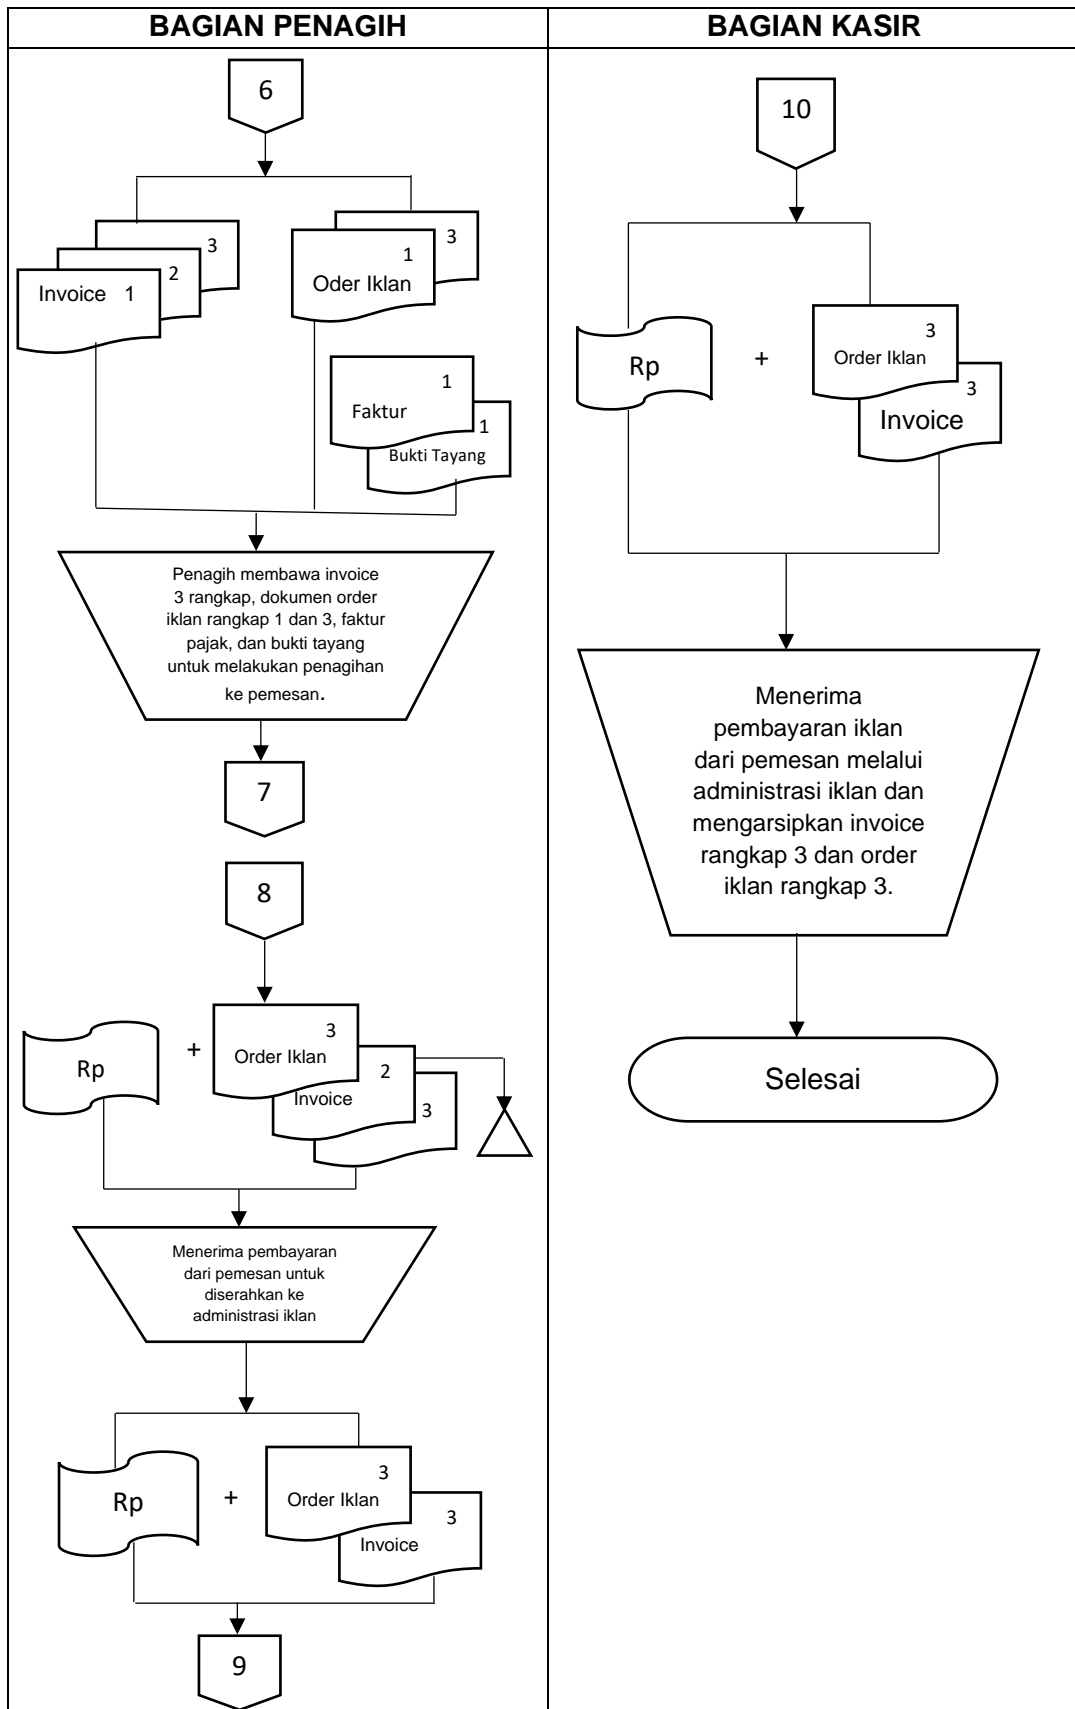 BAGIAN PENAGIH
6
3
2
Invoice 1
3
1
Oder Iklan
1
Faktur
1
Bukti Tayang
Penagih membawa invoice
3 rangkap, dokumen order
iklan rangkap 1 dan 3, faktur
pajak, dan bukti tayang
untuk melakukan penagihan
ke pemesan.
7
8
Rp
+
3
Order Iklan
2
Invoice
3
Menerima pembayaran
dari pemesan untuk
diserahkan ke
administrasi iklan
Rp
+
3
Order Iklan
3
Invoice
9
BAGIAN KASIR
10
Rp
+
3
Order Iklan
3
Invoice
Menerima
pembayaran iklan
dari pemesan melalui
administrasi iklan dan
mengarsipkan invoice
rangkap 3 dan order
iklan rangkap 3.
Selesai